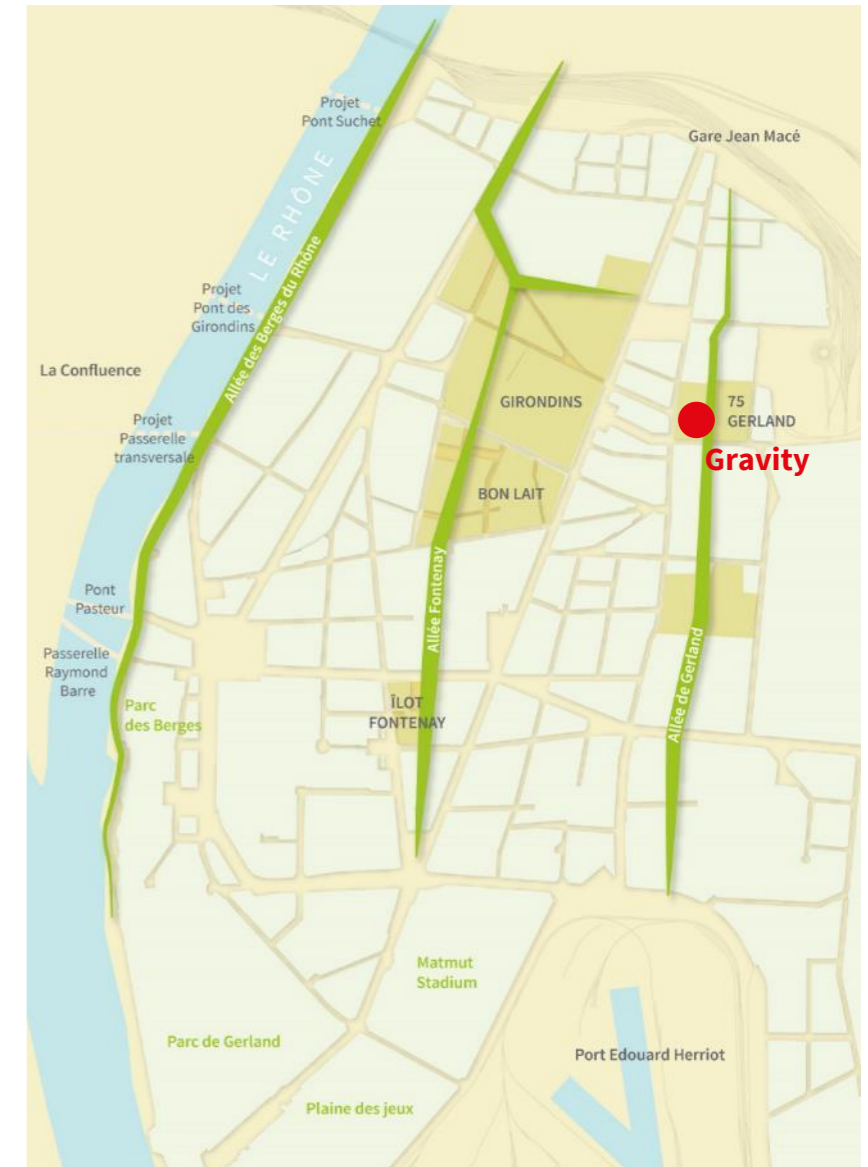 Projet
Pont Suchet
Gare Jean Macé
LE RHÔNE
Allée des Berges du Rhône
Projet
Pont des
Girondins
La Confluence
GIRONDINS
75
GERLAND
Projet
Passerelle
transversale
Gravity
BON LAIT
Allée Fontenay
Pont
Pasteur
Passerelle
Raymond
Barre
Parc
des Berges
ÎLOT
FONTENAY
Allée de Gerland
Matmut
Stadium
Parc de Gerland
Port Edouard Herriot
Plaine des jeux